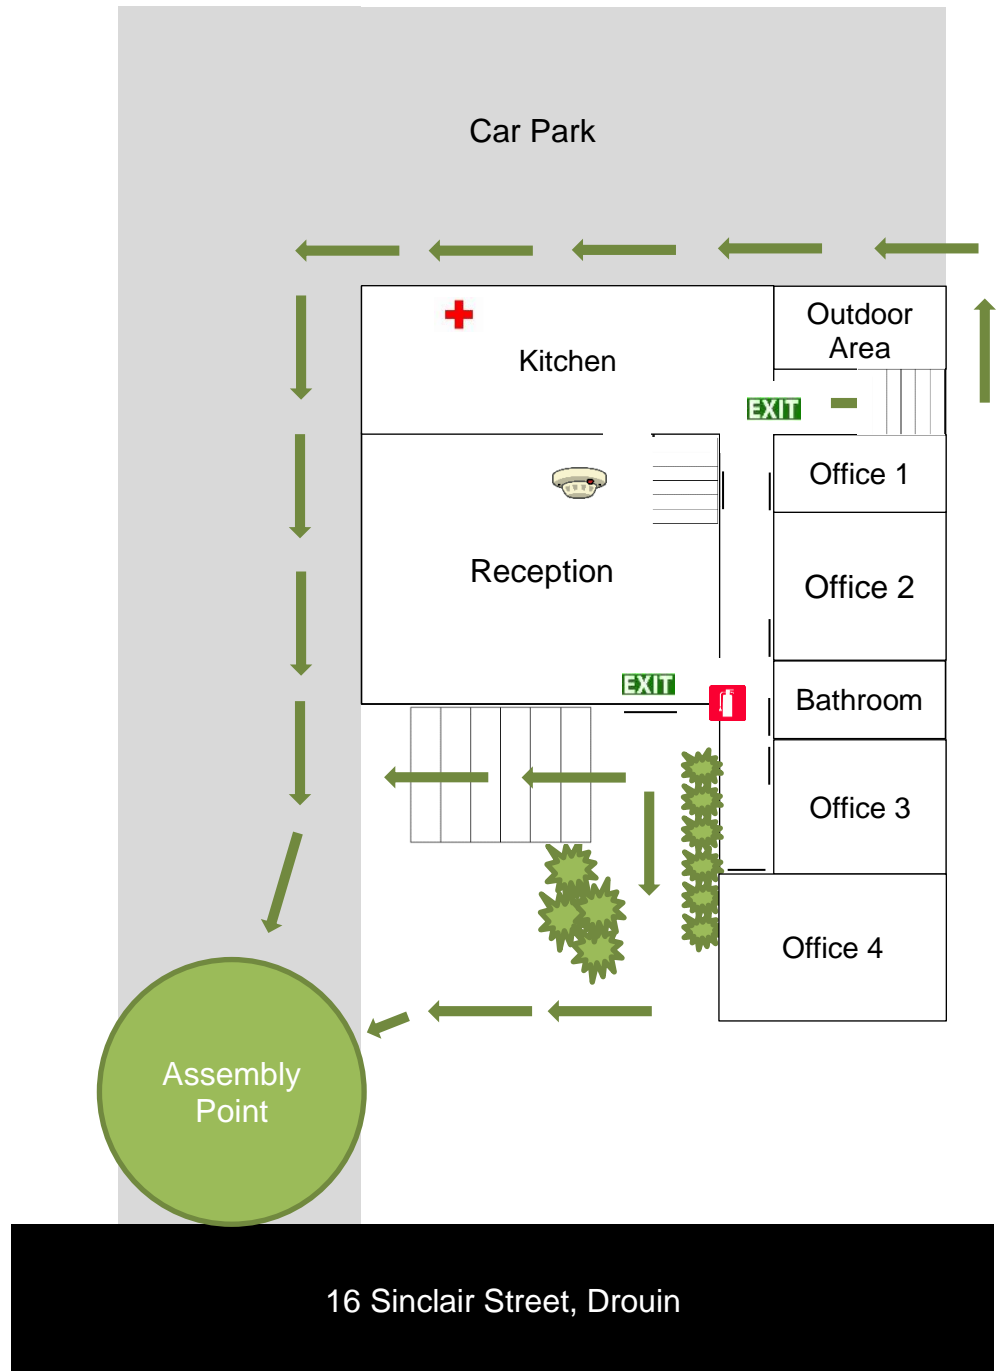 Car Park
Outdoor
Area
Kitchen
EXIT
Office 1
Reception
Office 2
EXIT
Bathroom
Office 3
Office 4
Assembly
Point
16 Sinclair Street, Drouin